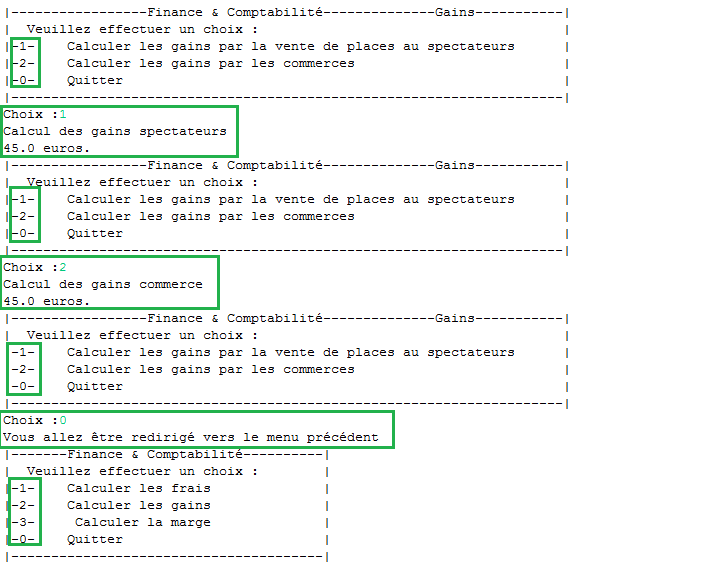 |-----------------Finance & Comptabilité--------------Gains-----------|
|  Veuillez effectuer un choix :                                      |
|-1-    Calculer les gains par la vente de places au spectateurs      |
|-2-    Calculer les gains par les commerces                          |
|-0-    Quitter                                                       |
|---------------------------------------------------------------------|
Choix :1
Calcul des gains spectateurs
45.0 euros.
|-----------------Finance & Comptabilité--------------Gains-----------|
|  Veuillez effectuer un choix :                                      |
|-1-    Calculer les gains par la vente de places au spectateurs      |
|-2-    Calculer les gains par les commerces                          |
|-0-    Quitter                                                       |
|---------------------------------------------------------------------|
Choix :2
Calcul des gains commerce
45.0 euros.
|-----------------Finance & Comptabilité--------------Gains-----------|
|  Veuillez effectuer un choix :                                      |
|-1-    Calculer les gains par la vente de places au spectateurs      |
|-2-    Calculer les gains par les commerces                          |
|-0-    Quitter                                                       |
|---------------------------------------------------------------------|
Choix :0
Vous allez être redirigé vers le menu précédent
|-------Finance & Comptabilité----------|
|  Veuillez effectuer un choix :        |
|-1-    Calculer les frais              |
|-2-    Calculer les gains              |
|-3-     Calculer la marge              |
|-0-    Quitter                         |
|---------------------------------------|